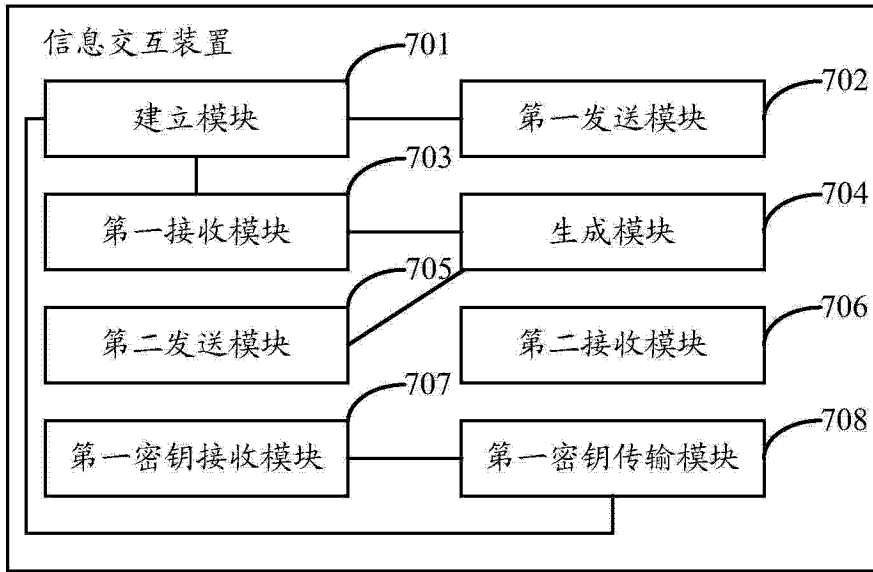 信息交互装置
701
建立模块
702
第一发送模块
703
第一接收模块
704
生成模块
705
第二发送模块
706
第二接收模块
707
第一密钥接收模块
708
第一密钥传输模块